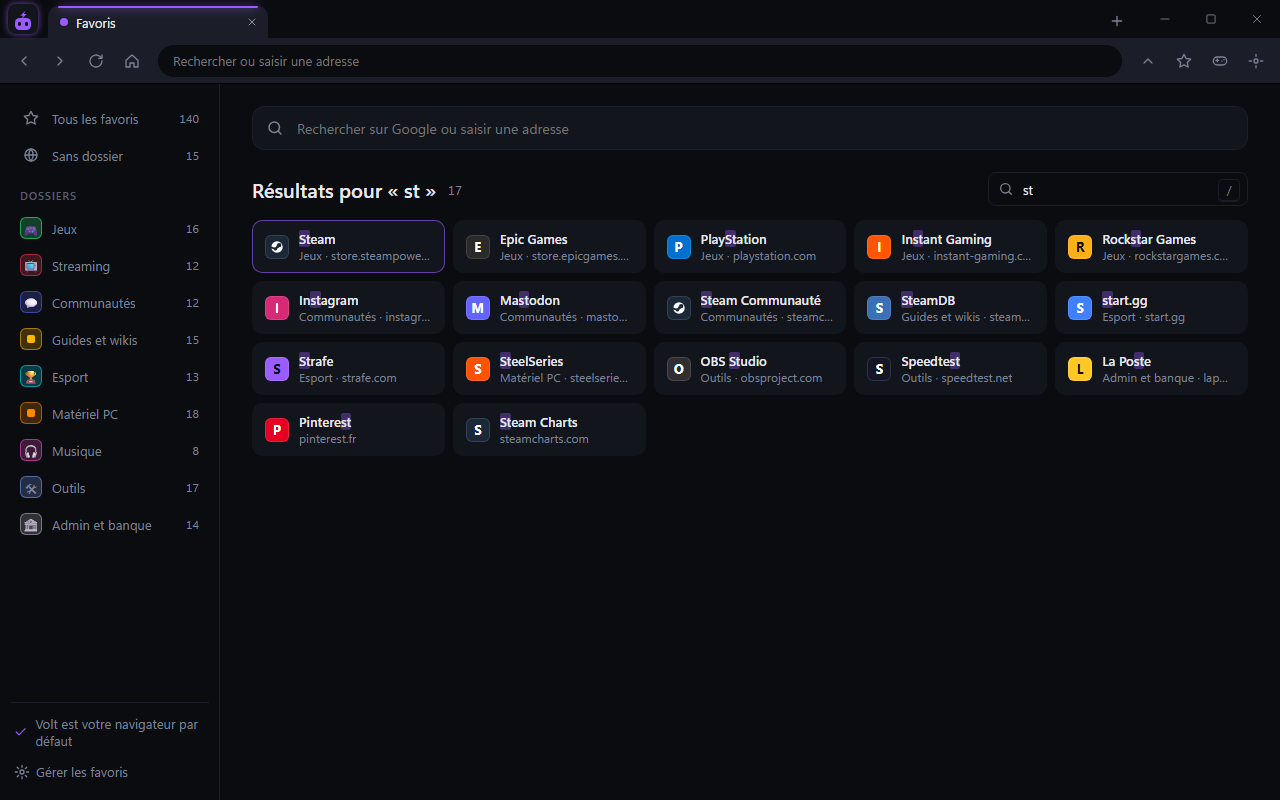 Favoris
Rechercher ou saisir une adresse
Tous les favoris 140
Sans dossier 15
DOSSIERS
Jeux 16
Streaming 12
Communautés 12
Guides et wikis 15
Esport 13
Matériel PC 18
Musique 8
Outils 17
Admin et banque 14
Volt est votre navigateur par
défaut
Gérer les favoris
Rechercher sur Google ou saisir une adresse
Résultats pour « st » 17
st /
Steam
Jeux · store.steampowe...
E
Epic Games
Jeux · store.epicgames....
P
PlayStation
Jeux · playstation.com
I
Instant Gaming
Jeux · instant-gaming.c...
R
Rockstar Games
Jeux · rockstargames.c...
I
Instagram
Communautés · instagr...
M
Mastodon
Communautés · masto...
Steam Communauté
Communautés · steamc...
S
SteamDB
Guides et wikis · steam...
S
start.gg
Esport · start.gg
S
Strafe
Esport · strafe.com
S
SteelSeries
Matériel PC · steelserie...
O
OBS Studio
Outils · obsproject.com
S
Speedtest
Outils · speedtest.net
L
La Poste
Admin et banque · lap...
P
Pinterest
pinterest.fr
S
Steam Charts
steamcharts.com